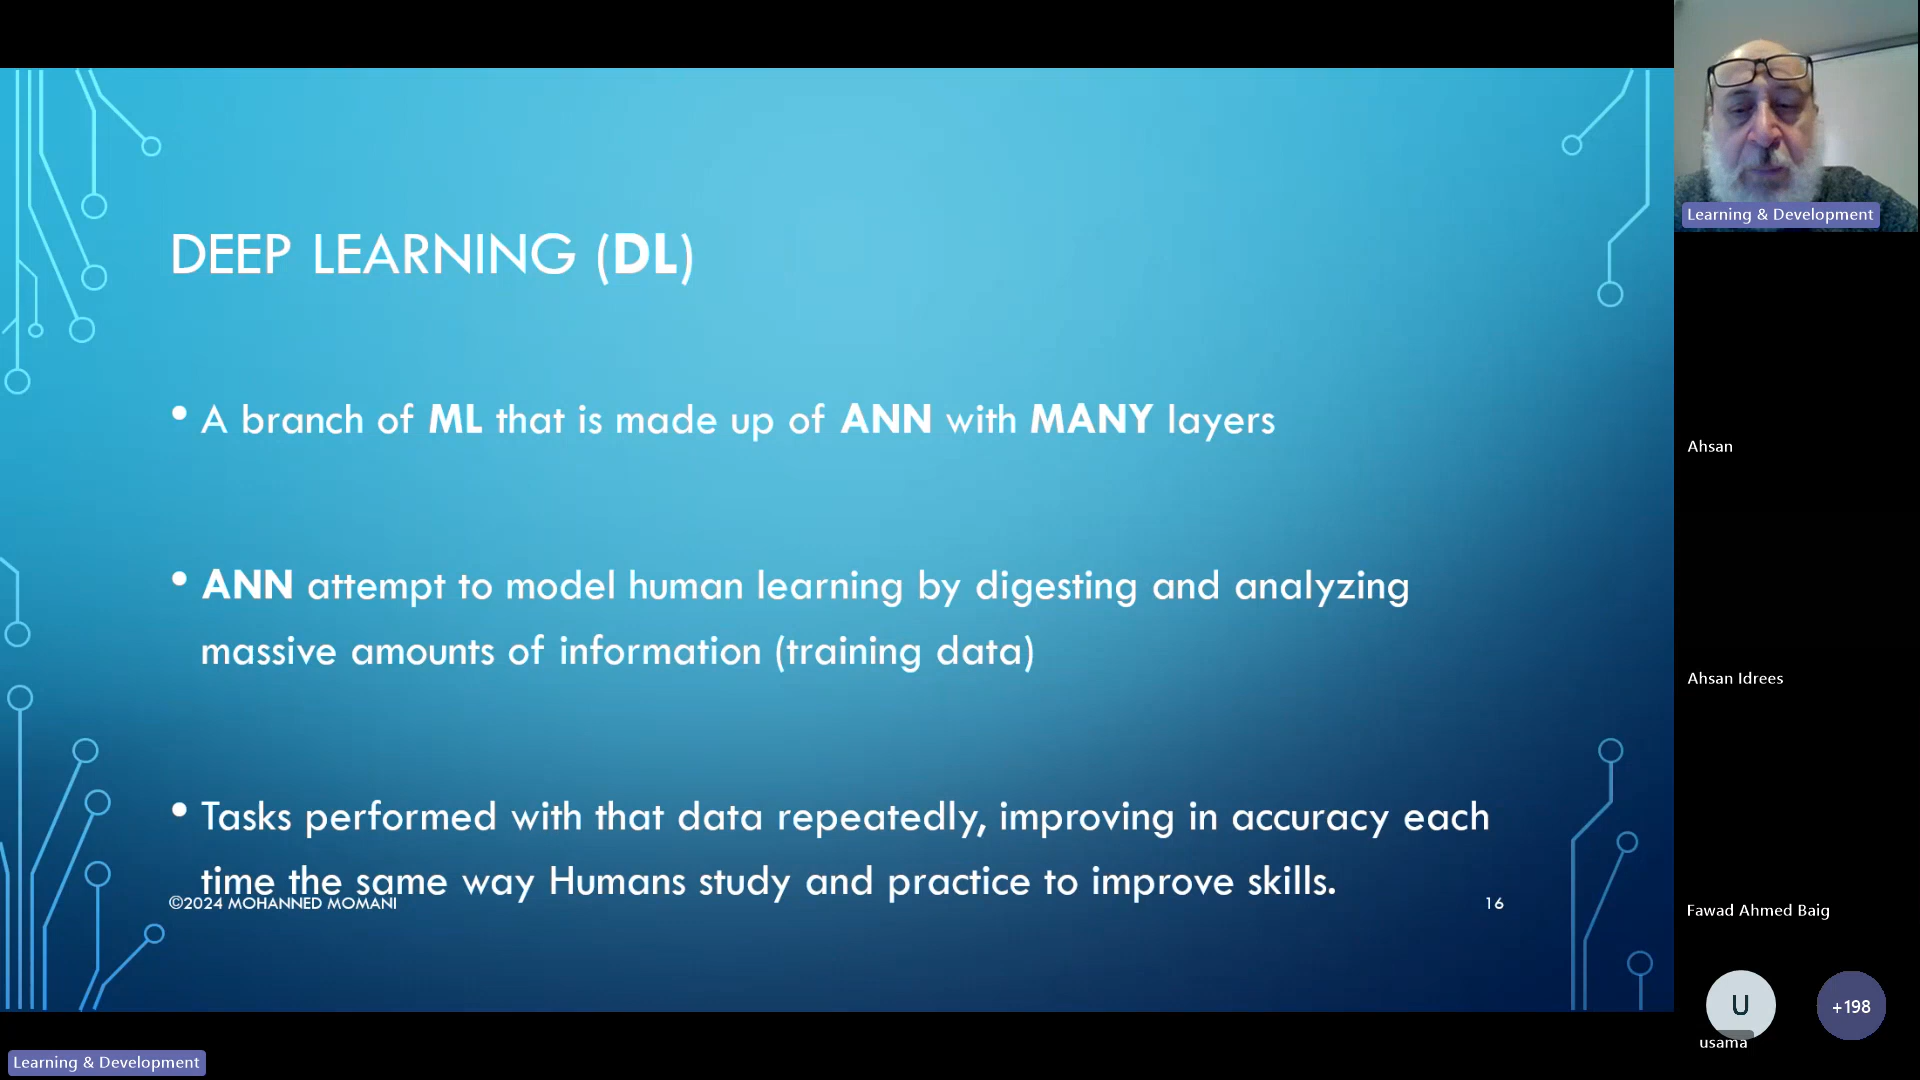 DEEP LEARNING (DL)
• A branch of ML that is made up of ANN with MANY layers
• ANN attempt to model human learning by digesting and analyzing
massive amounts of information (training data)
• Tasks performed with that data repeatedly, improving in accuracy each
time the same way Humans study and practice to improve skills.
©2024 MOHANNED MOMANI
16
Learning & Development
Learning & Development
Ahsan
Ahsan Idrees
Fawad Ahmed Baig
U
+198
usama